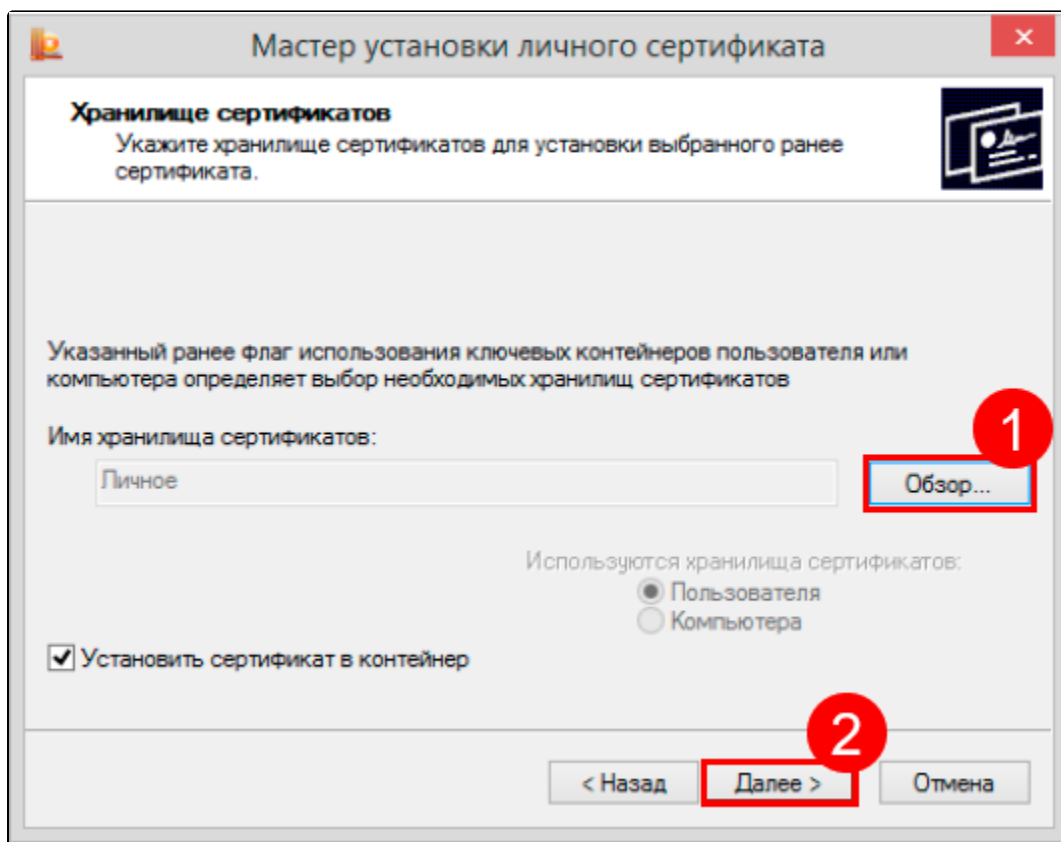 Мастер установки личного сертификата
Хранилище сертификатов
Укажите хранилище сертификатов для установки выбранного ранее
сертификата.
Указанный ранее флаг использования ключевых контейнеров пользователя или
компьютера определяет выбор необходимых хранилищ сертификатов
1
Имя хранилища сертификатов:
Личное
Обзор...
Используются хранилища сертификатов:
Пользователя
Компьютера
Установить сертификат в контейнер
2
< Назад
Далее >
Отмена